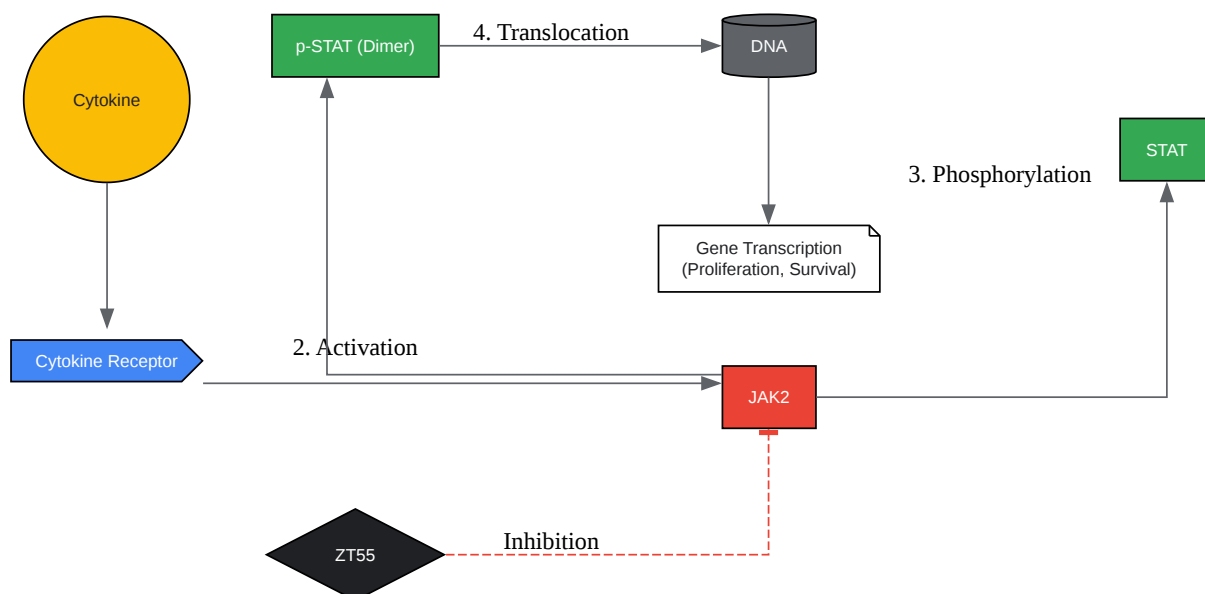 p-STAT (Dimer)
4. Translocation
DNA
Cytokine
STAT
3. Phosphorylation
Gene Transcription
(Proliferation, Survival)
2. Activation
Cytokine Receptor
JAK2
Inhibition
ZT55